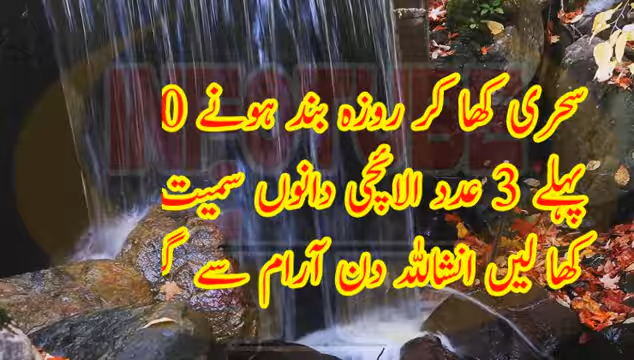 INFOTUBE
سحری کھا کر روزہ بند ہونے 0
پہلے 3 عدد الائچی دانوں سمیت
کھا لیں انشاللہ دن آرام سے